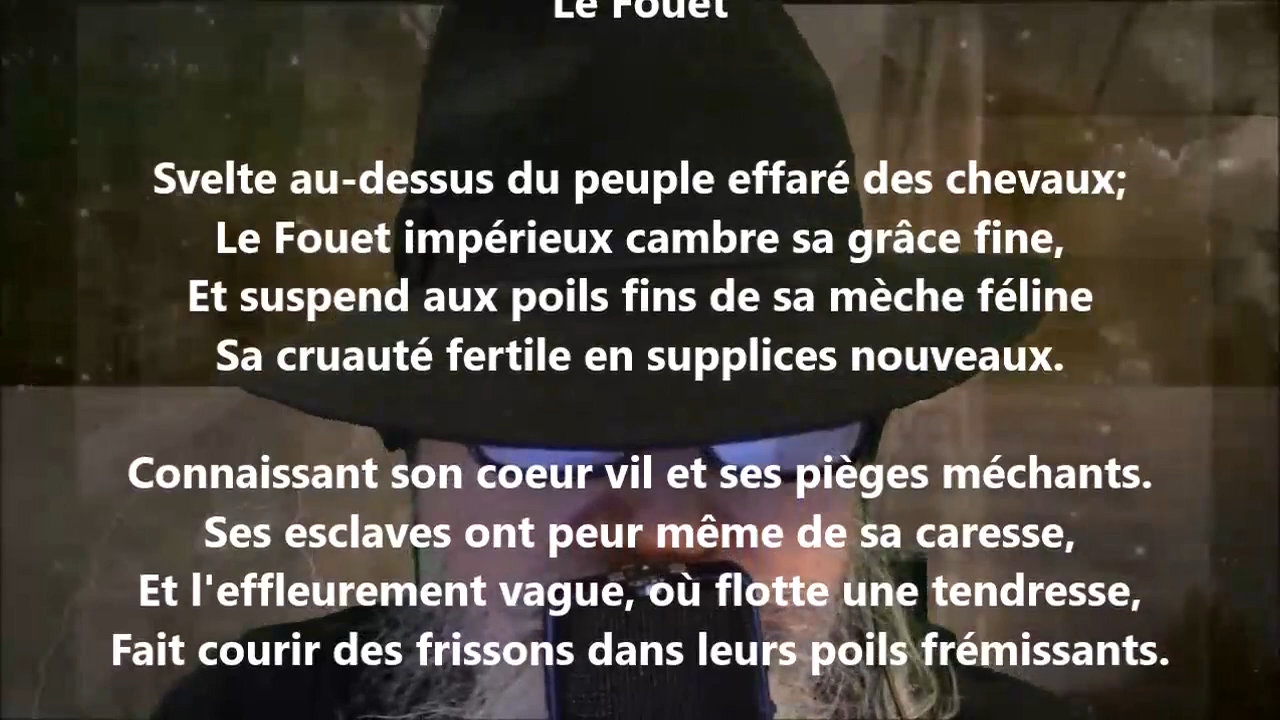 Le Fouet
Svelte au-dessus du peuple effaré des chevaux;
Le Fouet impérieux cambre sa grâce fine,
Et suspend aux poils fins de sa mèche féline
Sa cruauté fertile en supplices nouveaux.
Connaissant son coeur vil et ses pièges méchants.
Ses esclaves ont peur même de sa caresse,
Et l'effleurement vague, où flotte une tendresse,
Fait courir des frissons dans leurs poils frémissants.